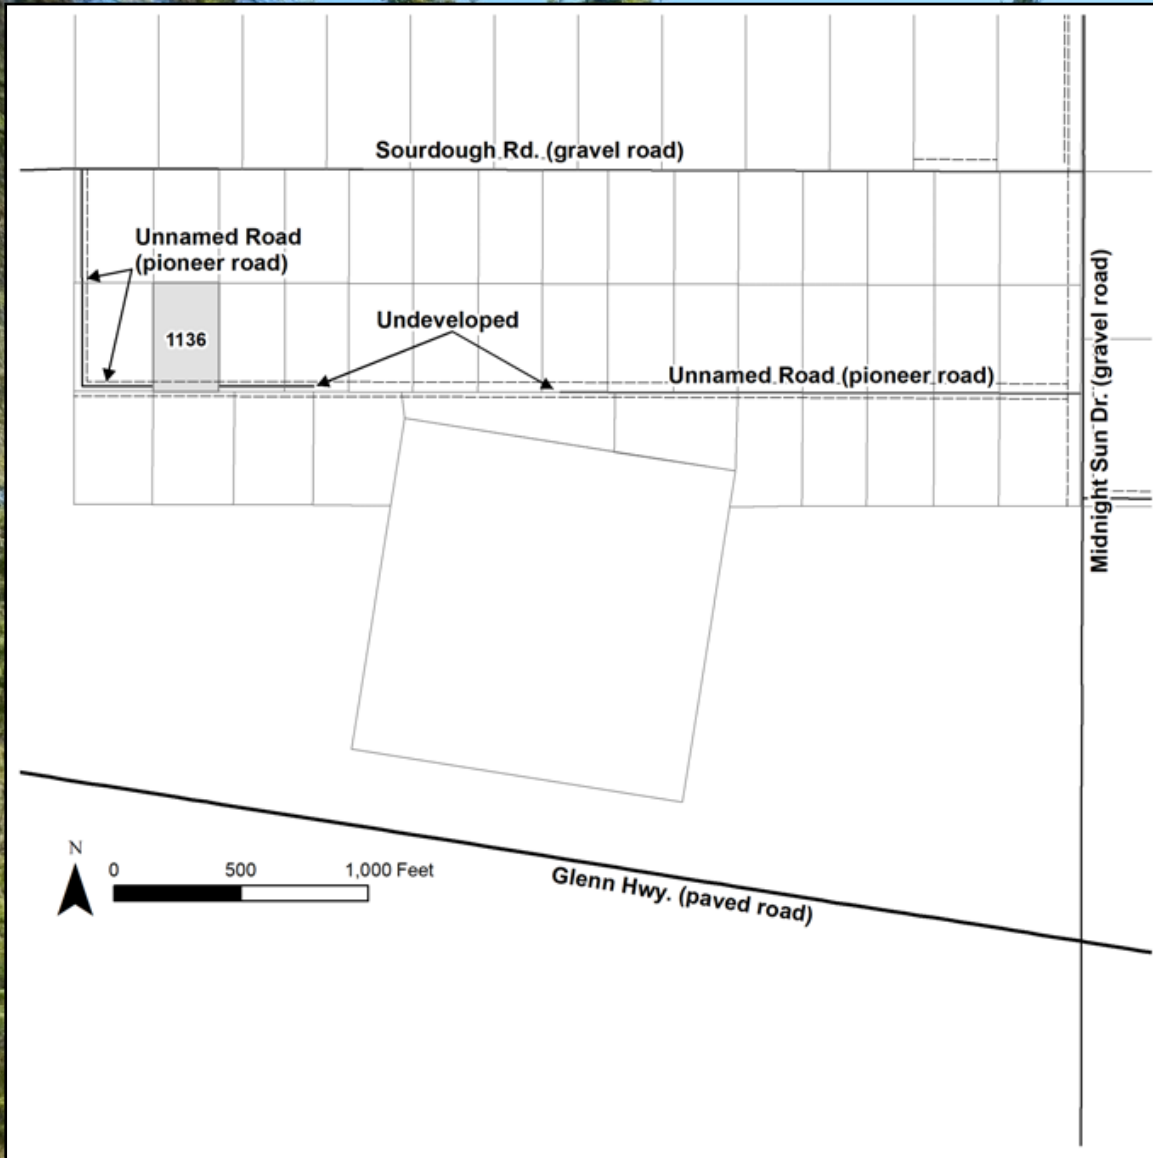 Sourdough Rd. (gravel road)
Unnamed Road
(pioneer road)
1136
Undeveloped
Unnamed Road (pioneer road)
Midnight Sun Dr. (gravel road)
N
0 500 1,000 Feet
Glenn Hwy. (paved road)